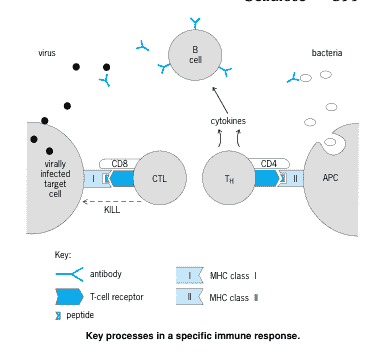 virus
B
cell
bacteria
cytokines
CD8
CD4
virally
infected
target
cell
I
CTL
TH
II
APC
KILL
Key:
antibody
T-cell receptor
peptide
I MHC class I
II MHC class II
Key processes in a specific immune response.